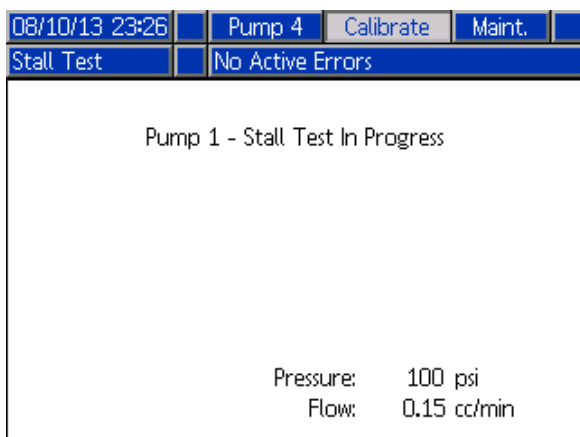 08/10/13 23:26 Pump 4 Calibrate Maint.
Stall Test No Active Errors
Pump 1 - Stall Test In Progress
Pressure: 100 psi
Flow: 0.15 cc/min